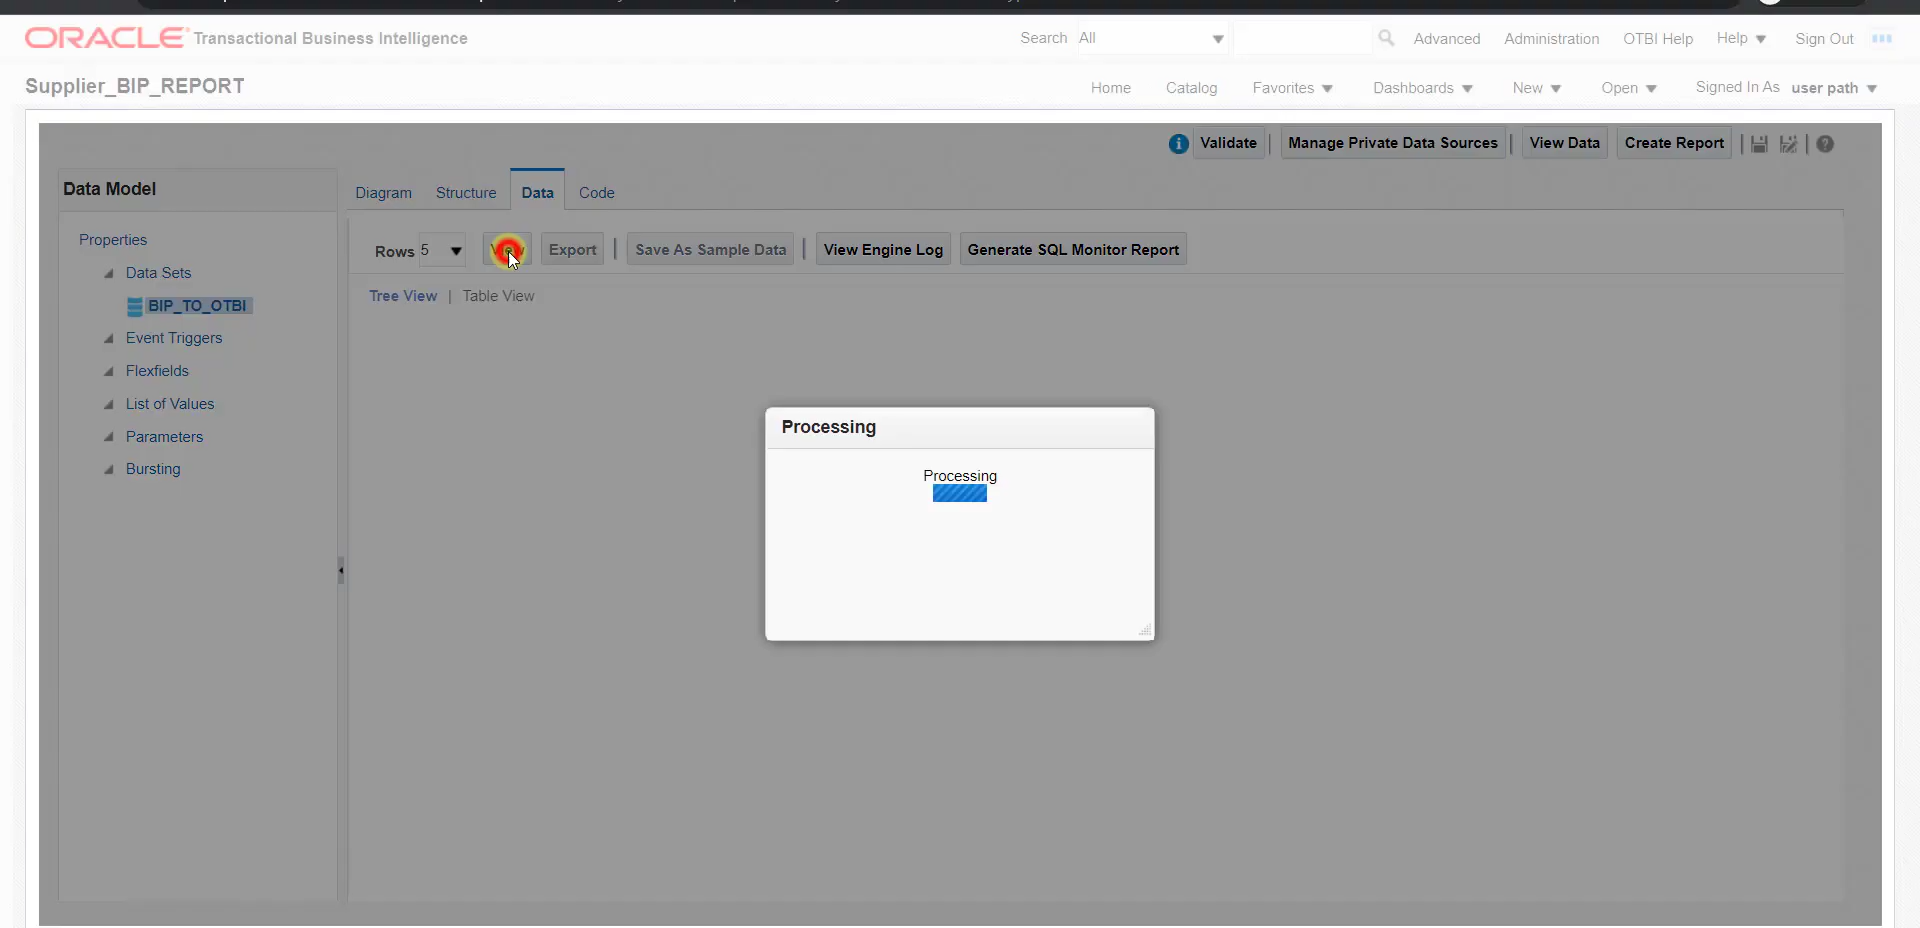 ORACLE Transactional Business Intelligence
Search All Advanced Administration OTBI Help Help Sign Out
Supplier_BIP_REPORT
Home Catalog Favorites Dashboards New Open Signed In As user path
Validate Manage Private Data Sources View Data Create Report
Data Model
Diagram Structure Data Code
Properties
Data Sets
BIP_TO_OTBI
Event Triggers
Flexfields
List of Values
Parameters
Bursting
Rows 5 Export Save As Sample Data View Engine Log Generate SQL Monitor Report
Tree View | Table View
Processing
Processing